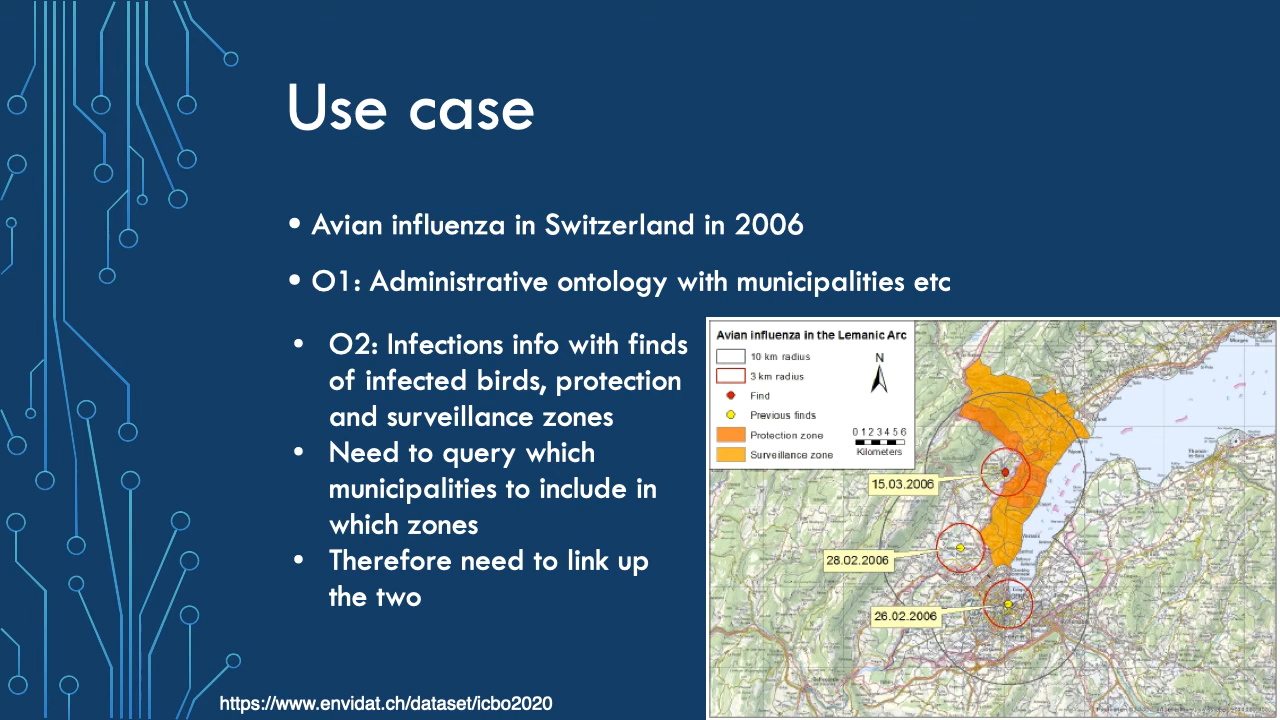 Use case
• Avian influenza in Switzerland in 2006
• O1: Administrative ontology with municipalities etc
• O2: Infections info with finds
of infected birds, protection
and surveillance zones
• Need to query which
municipalities to include in
which zones
• Therefore need to link up
the two
https://www.envidat.ch/dataset/icbo2020
Avian influenza in the Lemanic Arc
10 km radius
3 km radius
Find
Previous finds
Protection zone
Surveillance zone
N
0 1 2 3 4 5 6
Kilometers
15.03.2006
28.02.2006
26.02.2006
Morges